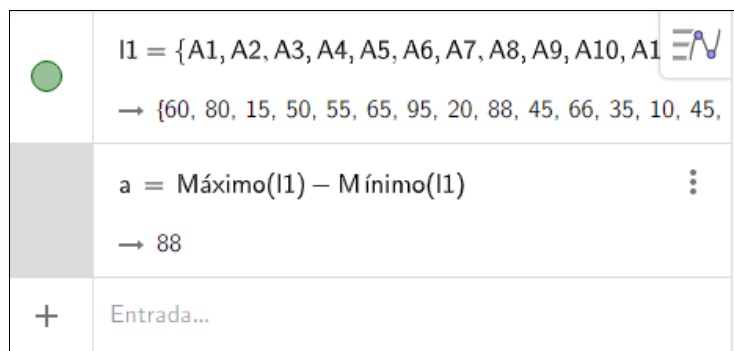 l1 = {A1, A2, A3, A4, A5, A6, A7, A8, A9, A10, A1
→ {60, 80, 15, 50, 55, 65, 95, 20, 88, 45, 66, 35, 10, 45,
a = Máximo(l1) – Mínimo(l1)
→ 88
Entrada...